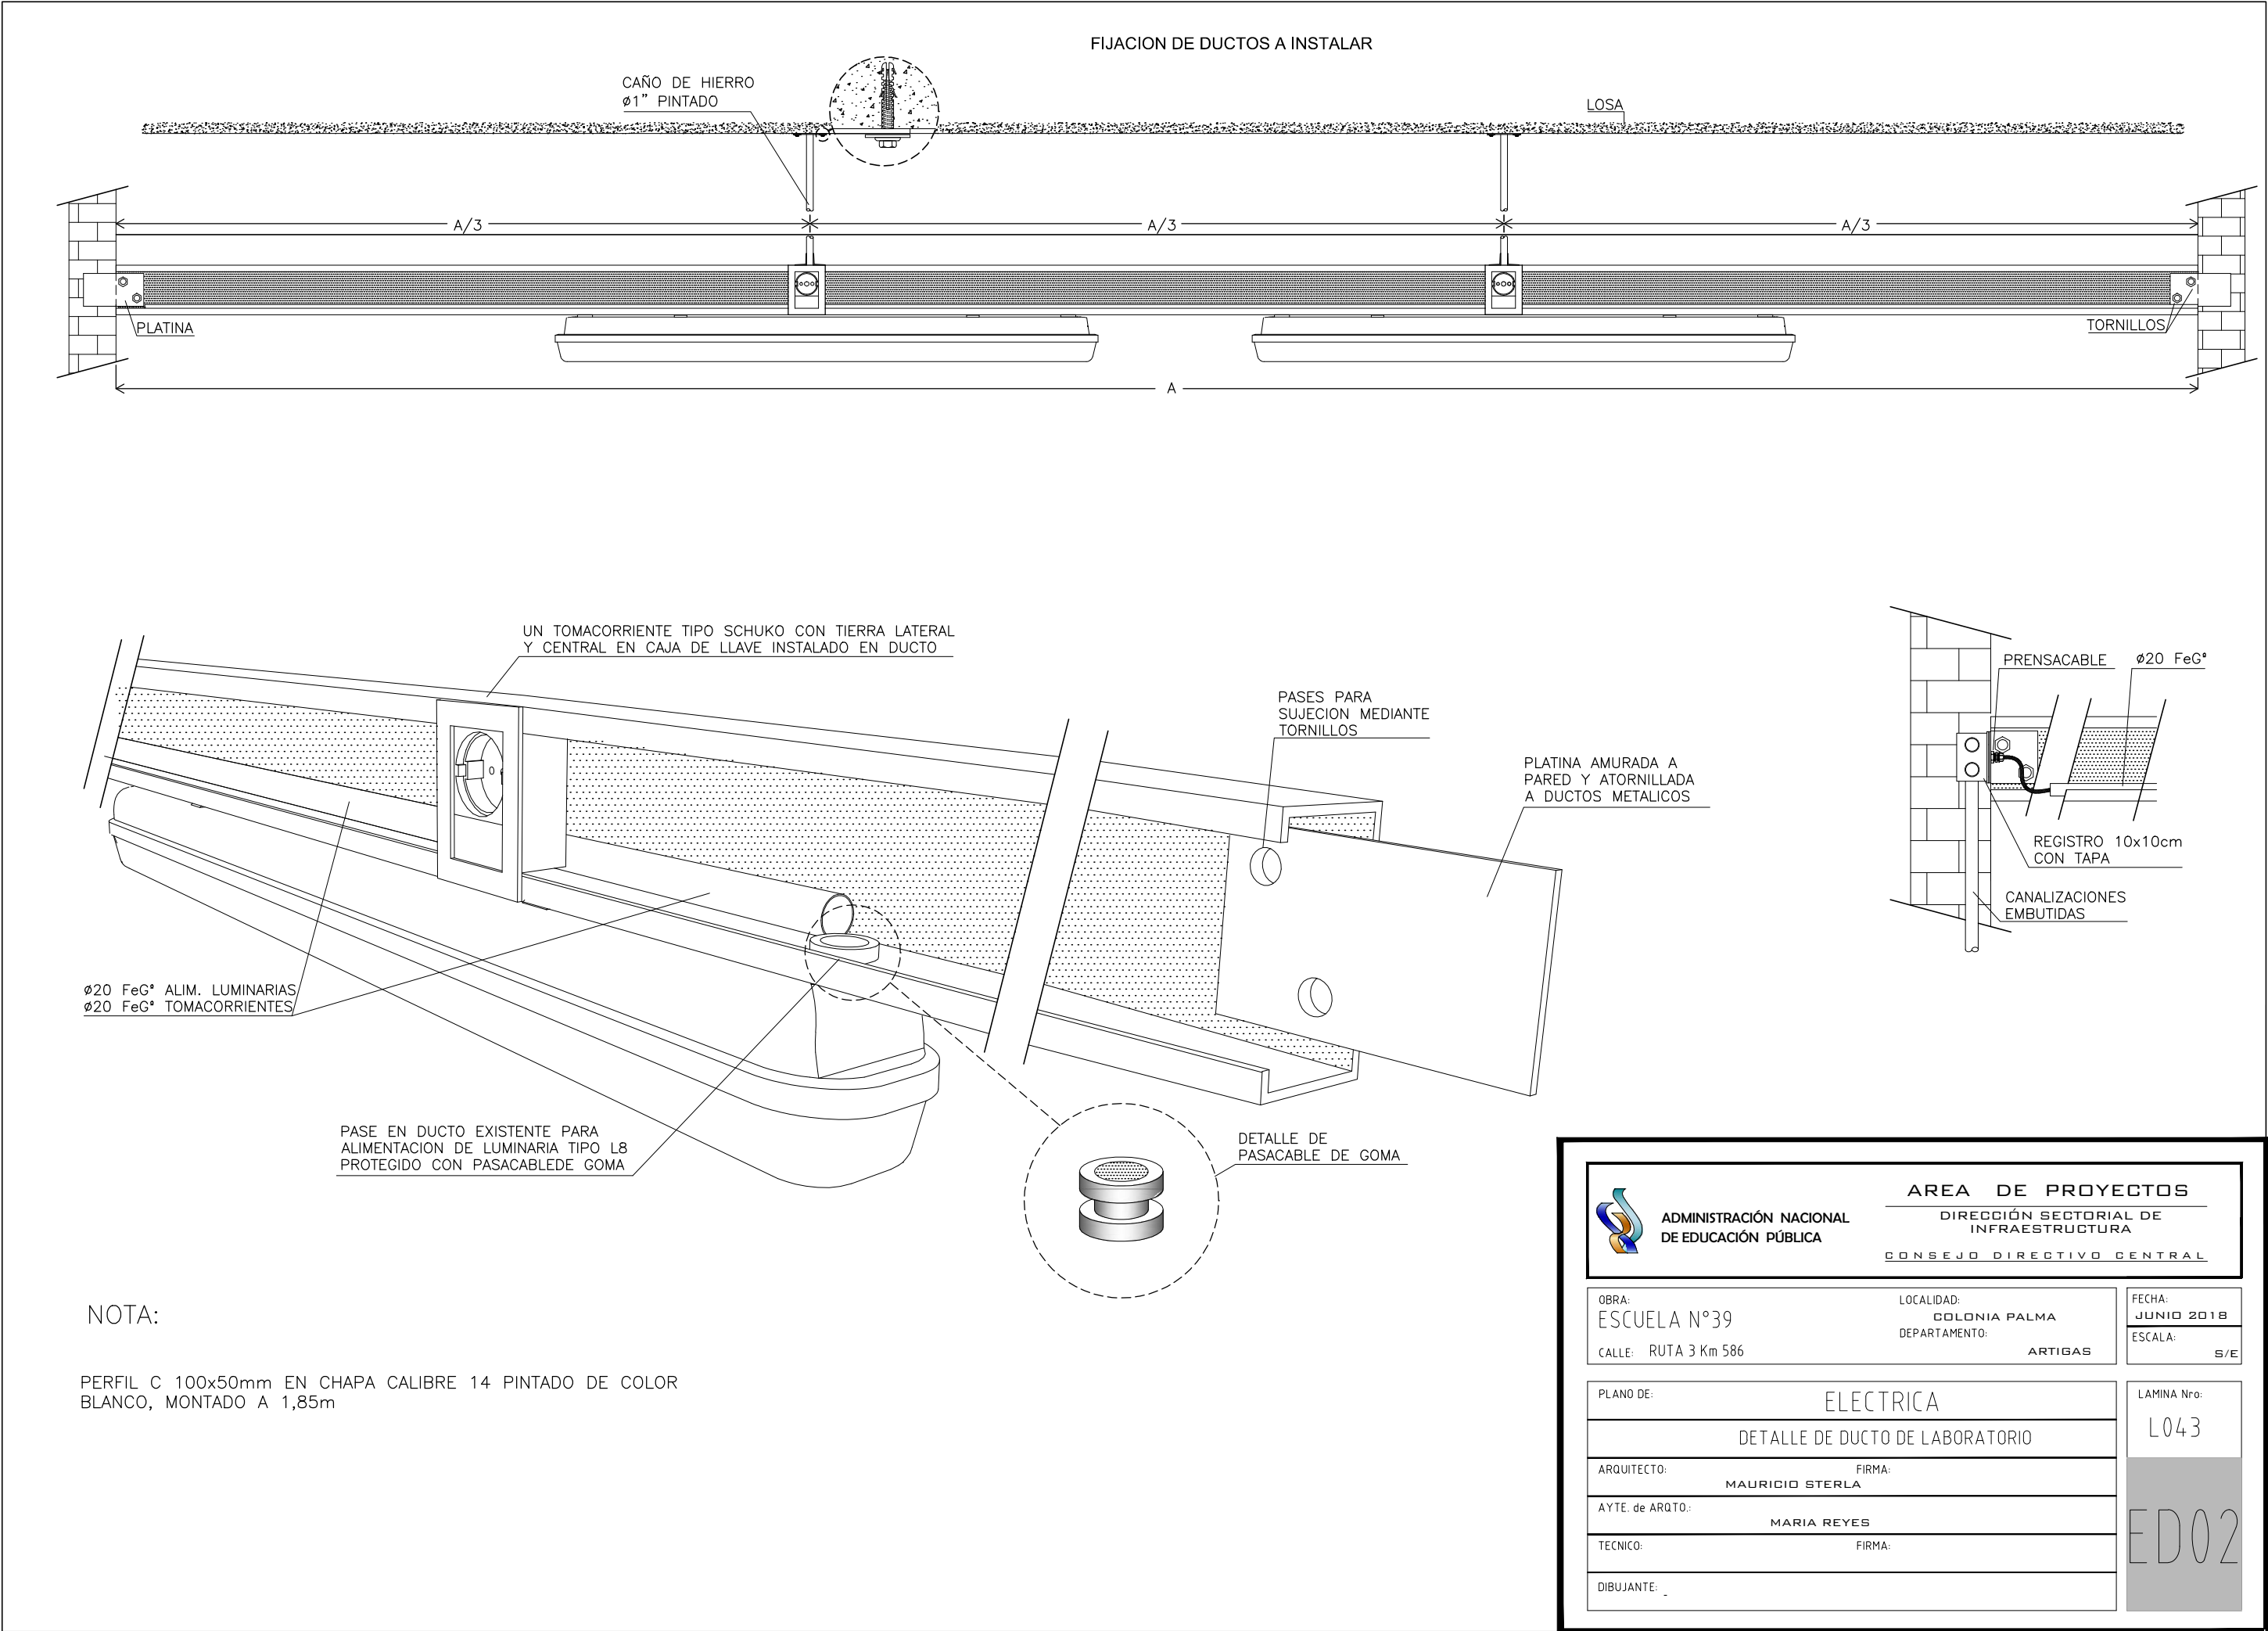 FIJACION DE DUCTOS A INSTALAR
CAÑO DE HIERRO
ø1" PINTADO
LOSA
A/3
A/3
A/3
PLATINA
TORNILLOS
A
UN TOMACORRIENTE TIPO SCHUKO CON TIERRA LATERAL
Y CENTRAL EN CAJA DE LLAVE INSTALADO EN DUCTO
PASES PARA
SUJECION MEDIANTE
TORNILLOS
PLATINA AMURADA A
PARED Y ATORNILLADA
A DUCTOS METALICOS
PRENSACABLE
ø20 FeG°
REGISTRO 10x10cm
CON TAPA
CANALIZACIONES
EMBUTIDAS
ø20 FeG° ALIM. LUMINARIAS
ø20 FeG° TOMACORRIENTES
PASE EN DUCTO EXISTENTE PARA
ALIMENTACION DE LUMINARIA TIPO L8
PROTEGIDO CON PASACABLEDE GOMA
DETALLE DE
PASACABLE DE GOMA
NOTA:
PERFIL C 100x50mm EN CHAPA CALIBRE 14 PINTADO DE COLOR
BLANCO, MONTADO A 1,85m
ADMINISTRACIÓN NACIONAL
DE EDUCACIÓN PÚBLICA
AREA DE PROYECTOS
DIRECCIÓN SECTORIAL DE
INFRAESTRUCTURA
CONSEJO DIRECTIVO CENTRAL
OBRA:
ESCUELA N°39
CALLE: RUTA 3 Km 586
LOCALIDAD:
COLONIA PALMA
DEPARTAMENTO:
ARTIGAS
FECHA:
JUNIO 2018
ESCALA:
S/E
PLANO DE:
ELECTRICA
DETALLE DE DUCTO DE LABORATORIO
LAMINA Nro:
L043
ARQUITECTO: FIRMA:
MAURICIO STERLA
AYTE. de ARQTO.:
MARIA REYES
TECNICO: FIRMA:
DIBUJANTE: -
ED02